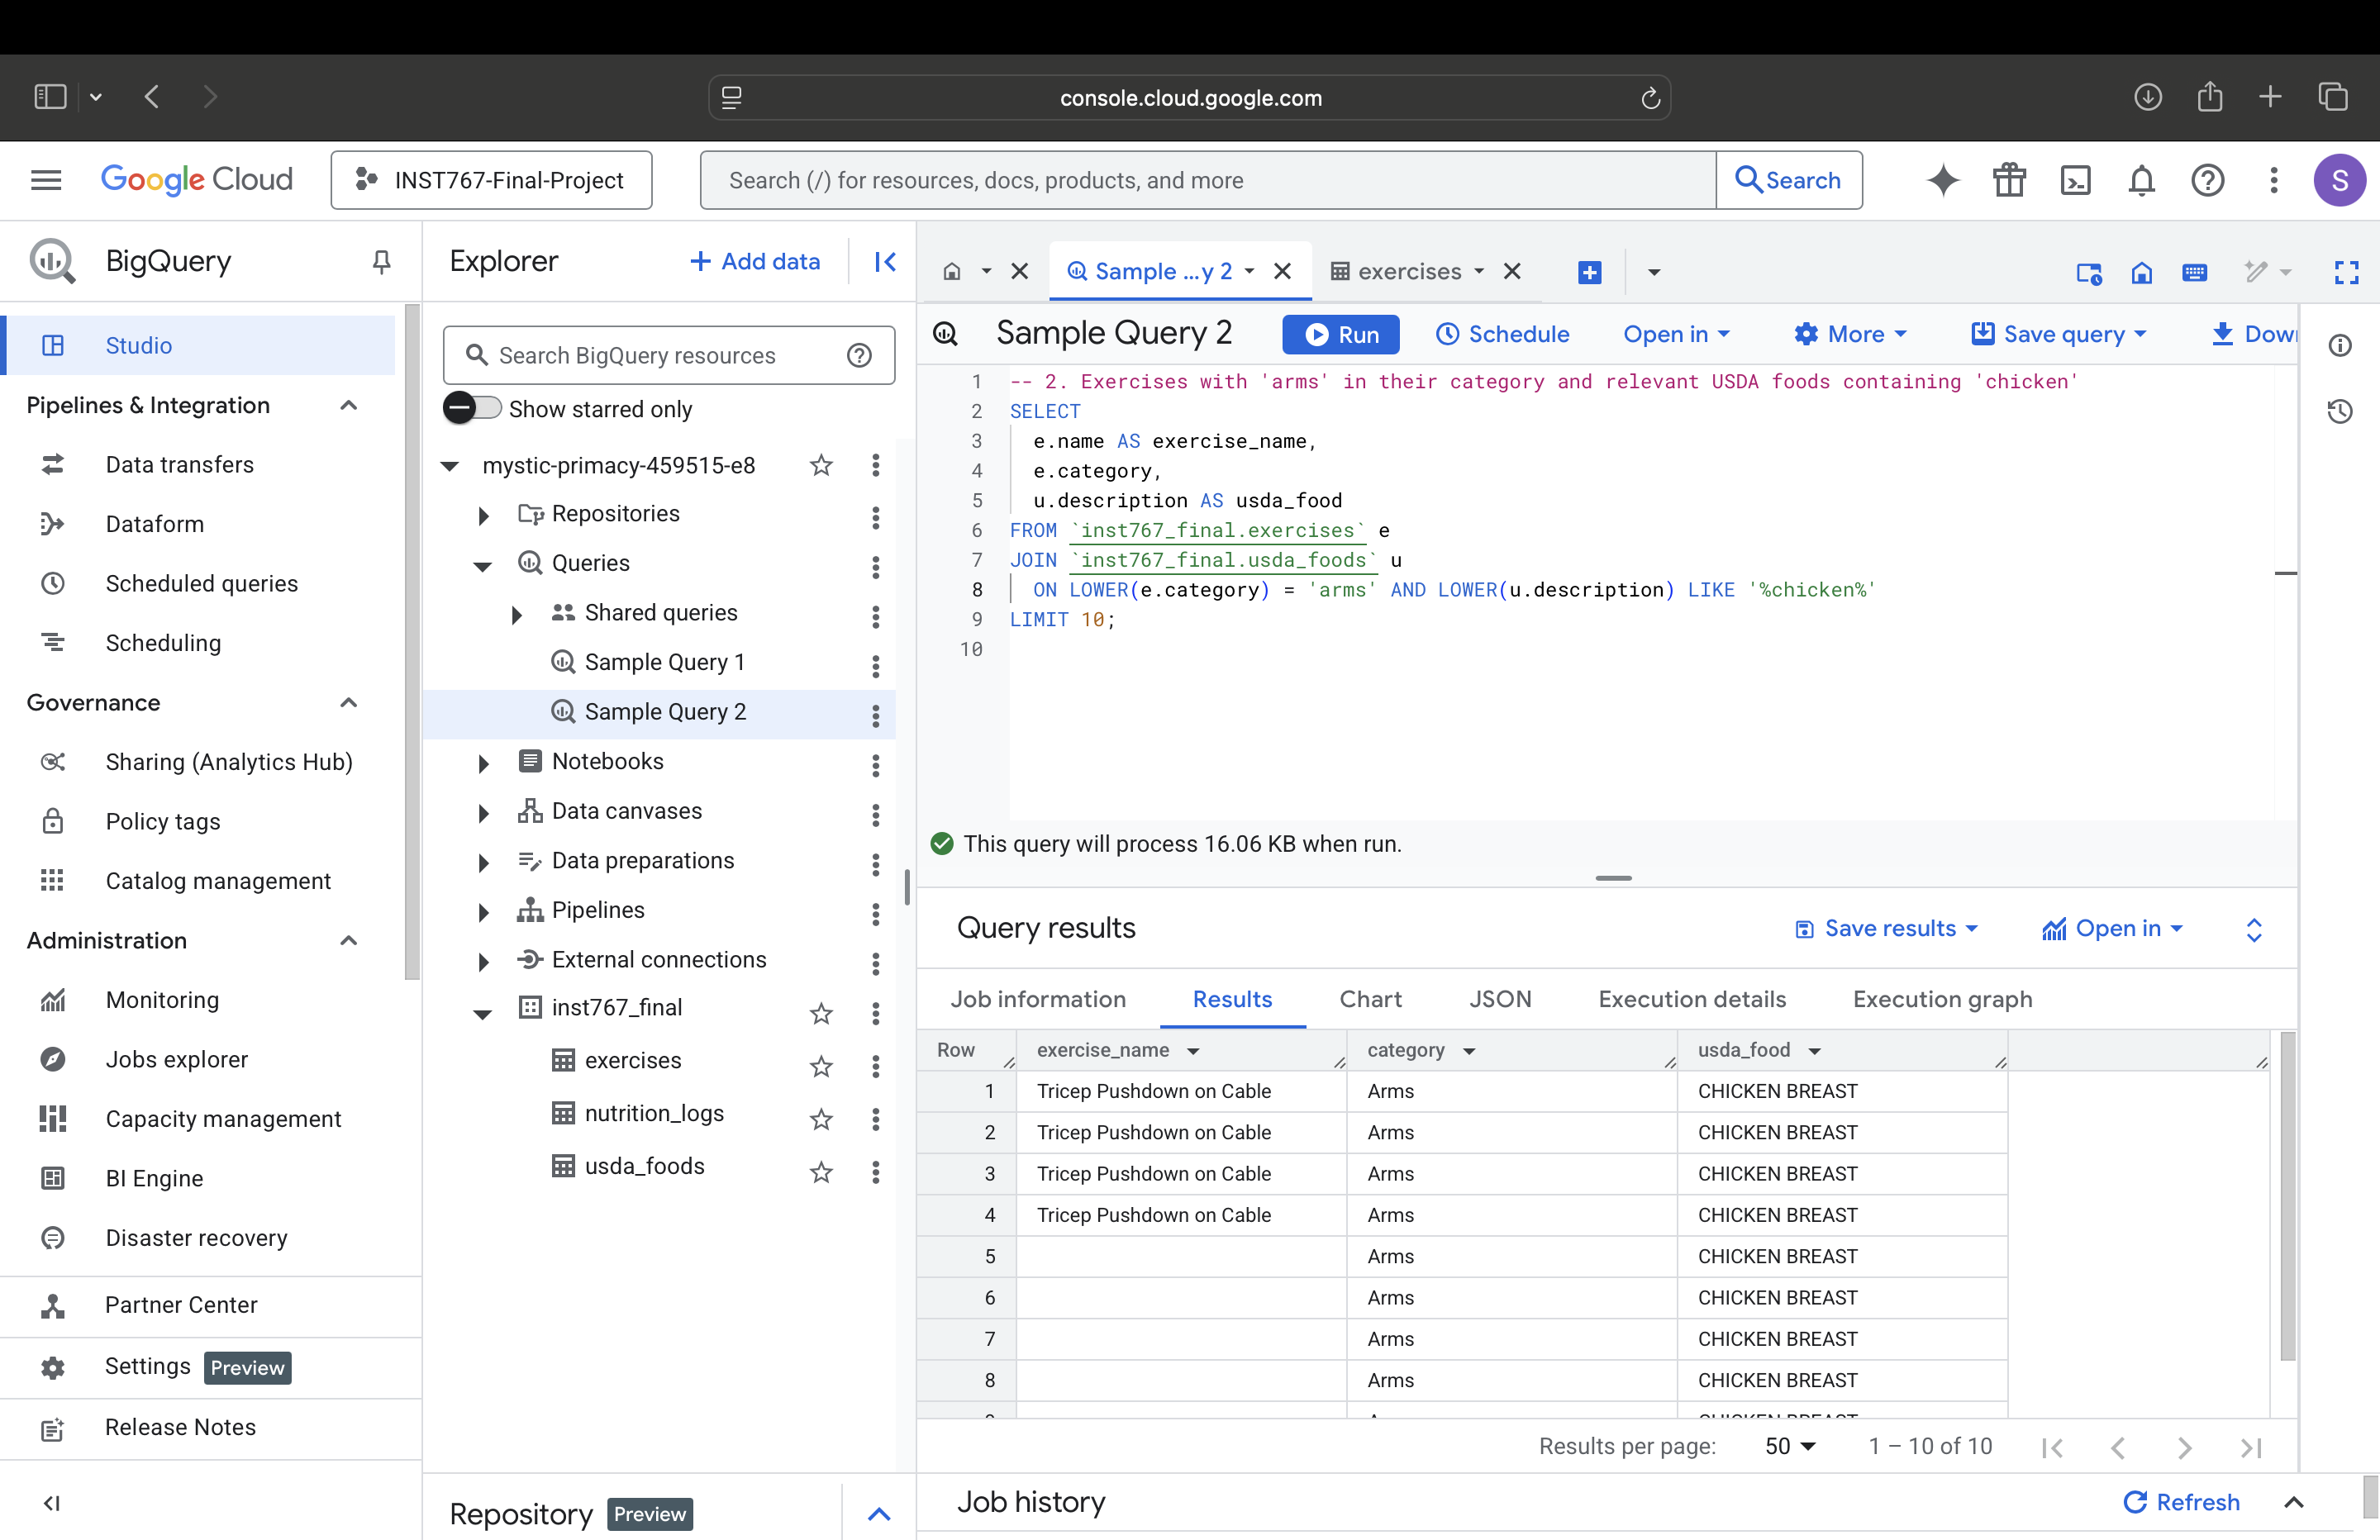 console.cloud.google.com
Google Cloud
INST767-Final-Project
Search (/) for resources, docs, products, and more
Search
S
BigQuery
Studio
Pipelines & Integration
Data transfers
Dataform
Scheduled queries
Scheduling
Governance
Sharing (Analytics Hub)
Policy tags
Catalog management
Administration
Monitoring
Jobs explorer
Capacity management
BI Engine
Disaster recovery
Partner Center
Settings Preview
Release Notes
Explorer
+ Add data
Search BigQuery resources
Show starred only
mystic-primacy-459515-e8
Repositories
Queries
Shared queries
Sample Query 1
Sample Query 2
Notebooks
Data canvases
Data preparations
Pipelines
External connections
inst767_final
exercises
nutrition_logs
usda_foods
Repository Preview
Sample ...y 2
exercises
Sample Query 2
Run
Schedule
Open in
More
Save query
Down
1 -- 2. Exercises with 'arms' in their category and relevant USDA foods containing 'chicken'
2 SELECT
3 e.name AS exercise_name,
4 e.category,
5 u.description AS usda_food
6 FROM `inst767_final.exercises` e
7 JOIN `inst767_final.usda_foods` u
8 ON LOWER(e.category) = 'arms' AND LOWER(u.description) LIKE '%chicken%'
9 LIMIT 10;
10
This query will process 16.06 KB when run.
Query results
Save results
Open in
Job information
Results
Chart
JSON
Execution details
Execution graph
Row exercise_name category usda_food
1 Tricep Pushdown on Cable Arms CHICKEN BREAST
2 Tricep Pushdown on Cable Arms CHICKEN BREAST
3 Tricep Pushdown on Cable Arms CHICKEN BREAST
4 Tricep Pushdown on Cable Arms CHICKEN BREAST
5 Arms CHICKEN BREAST
6 Arms CHICKEN BREAST
7 Arms CHICKEN BREAST
8 Arms CHICKEN BREAST
Results per page: 50 1 – 10 of 10
Job history
Refresh